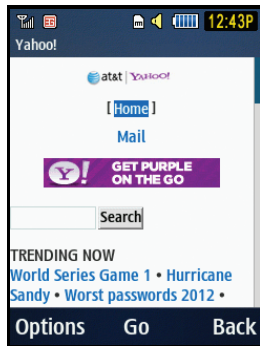 12:43P
Yahoo!
at&t | YAHOO!
[ Home ]
Mail
Y! GET PURPLE
ON THE GO
Search
TRENDING NOW
World Series Game 1 • Hurricane
Sandy • Worst passwords 2012 •
Options Go Back